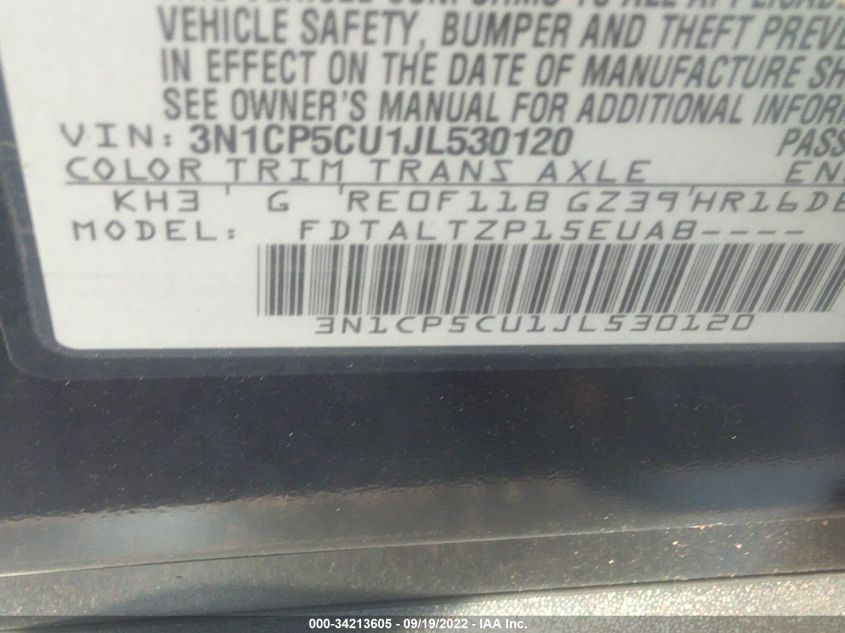 VEHICLE SAFETY, BUMPER AND THEFT PREVE
IN EFFECT ON THE DATE OF MANUFACTURE SH
SEE OWNER'S MANUAL FOR ADDITIONAL INFORM
VIN: 3N1CP5CU1JL530120 PASS
COLOR TRIM TRANS AXLE EN
KH3 ' G 'RE0F11B GZ39'HR16DE
MODEL: FDTALTZP15EUAB----
3N1CP5CU1JL530120
000-34213605 - 09/19/2022 - IAA Inc.